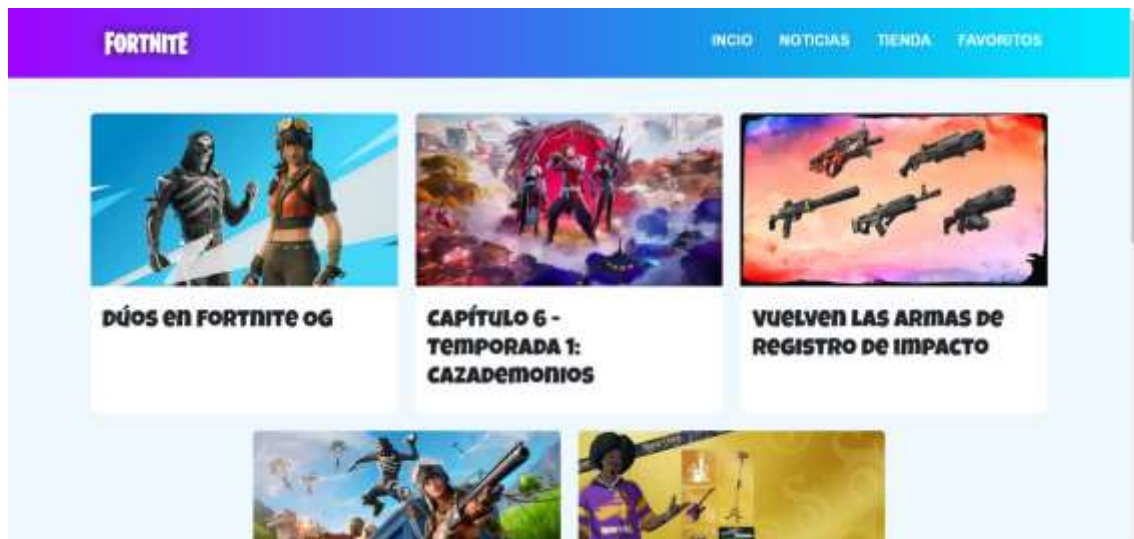 FORTNITE
INCIO NOTICIAS TIENDA FAVORITOS
DÚOS EN FORTNITE OG
CAPÍTULO 6 -
TEMPORADA 1:
CAZADEMONIOS
VUELVEN LAS ARMAS DE
REGISTRO DE IMPACTO